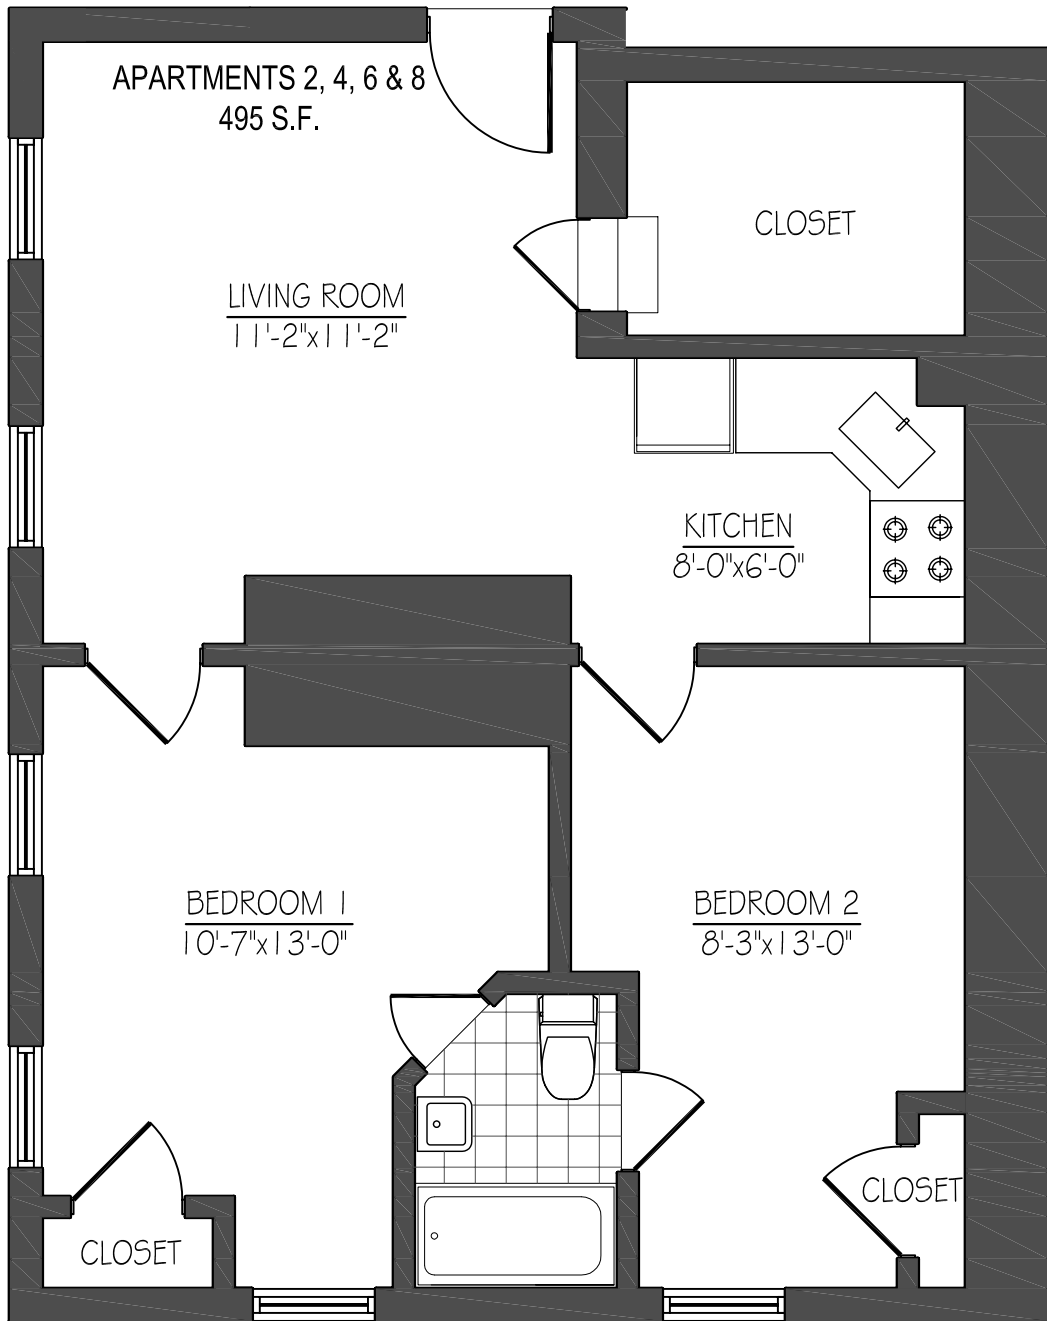 APARTMENTS 2, 4, 6 & 8
495 S.F.
CLOSET
LIVING ROOM
11'-2"x11'-2"
KITCHEN
8'-0"x6'-0"
BEDROOM 1
10'-7"x13'-0"
BEDROOM 2
8'-3"x13'-0"
CLOSET
CLOSET